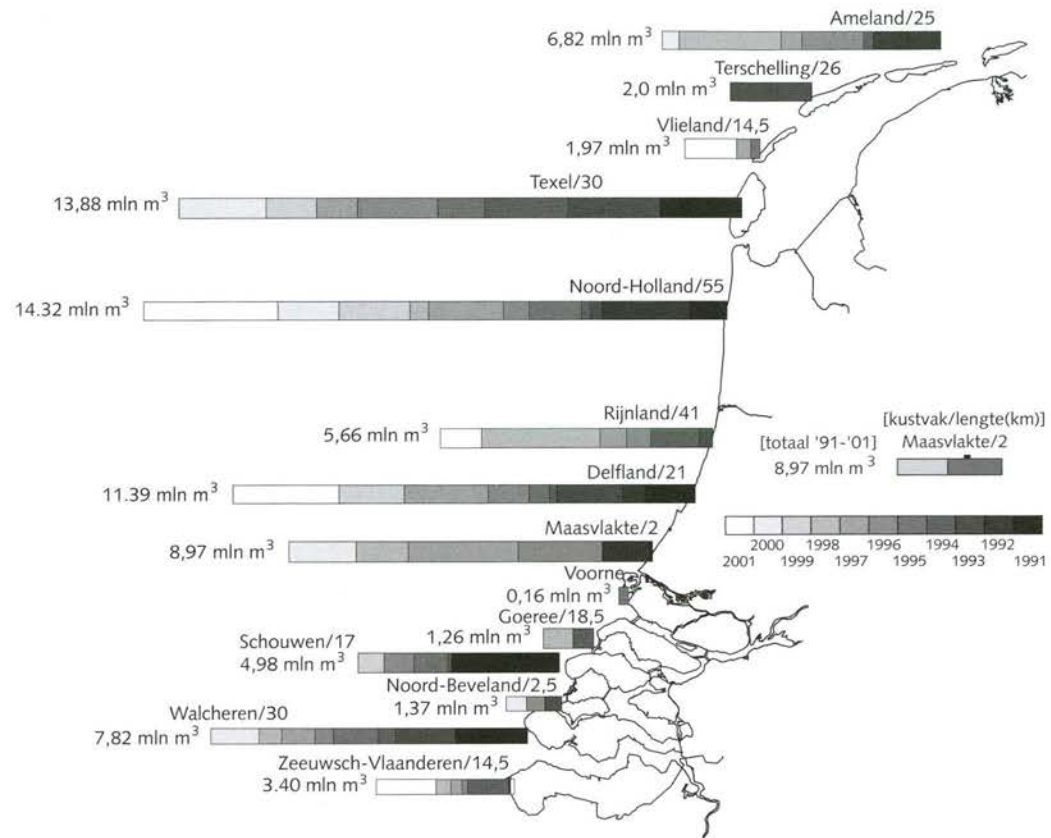 Ameland/25
6,82 mln m³
Terschelling/26
2,0 mln m³
Vlieland/14,5
1,97 mln m³
Texel/30
13,88 mln m³
Noord-Holland/55
14.32 mln m³
Rijnland/41
5,66 mln m³
[kustvak/lengte(km)]
[totaal '91-'01]
Maasvlakte/2
8,97 mln m³
Delfland/21
11.39 mln m³
Maasvlakte/2
8,97 mln m³
2000 1998 1996 1994 1992
2001 1999 1997 1995 1993 1991
Voorne
0,16 mln m³
Goeree/18,5
1,26 mln m³
Schouwen/17
4,98 mln m³
Noord-Beveland/2,5
1,37 mln m³
Walcheren/30
7,82 mln m³
Zeeuwsch-Vlaanderen/14,5
3.40 mln m³